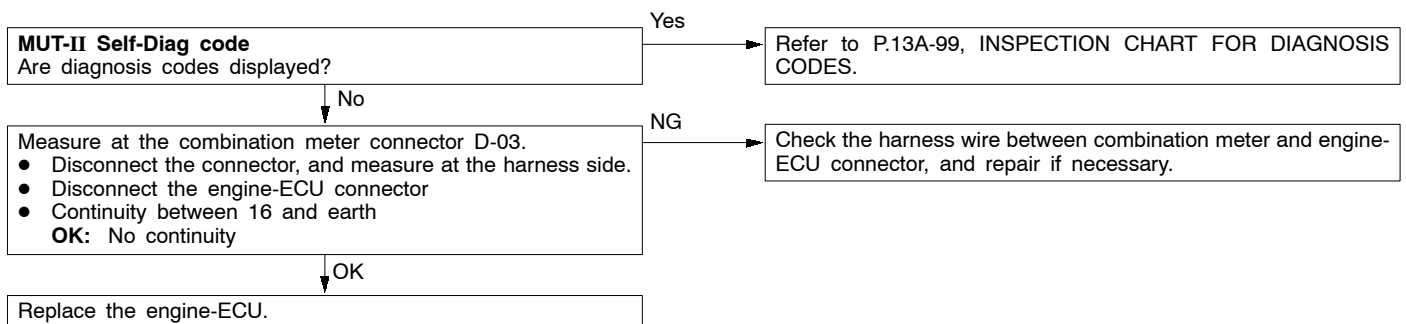 MUT-II Self-Diag code
Are diagnosis codes displayed?
Yes
Refer to P.13A-99, INSPECTION CHART FOR DIAGNOSIS
CODES.
No
Measure at the combination meter connector D-03.
● Disconnect the connector, and measure at the harness side.
● Disconnect the engine-ECU connector
● Continuity between 16 and earth
OK: No continuity
NG
Check the harness wire between combination meter and engine-
ECU connector, and repair if necessary.
OK
Replace the engine-ECU.